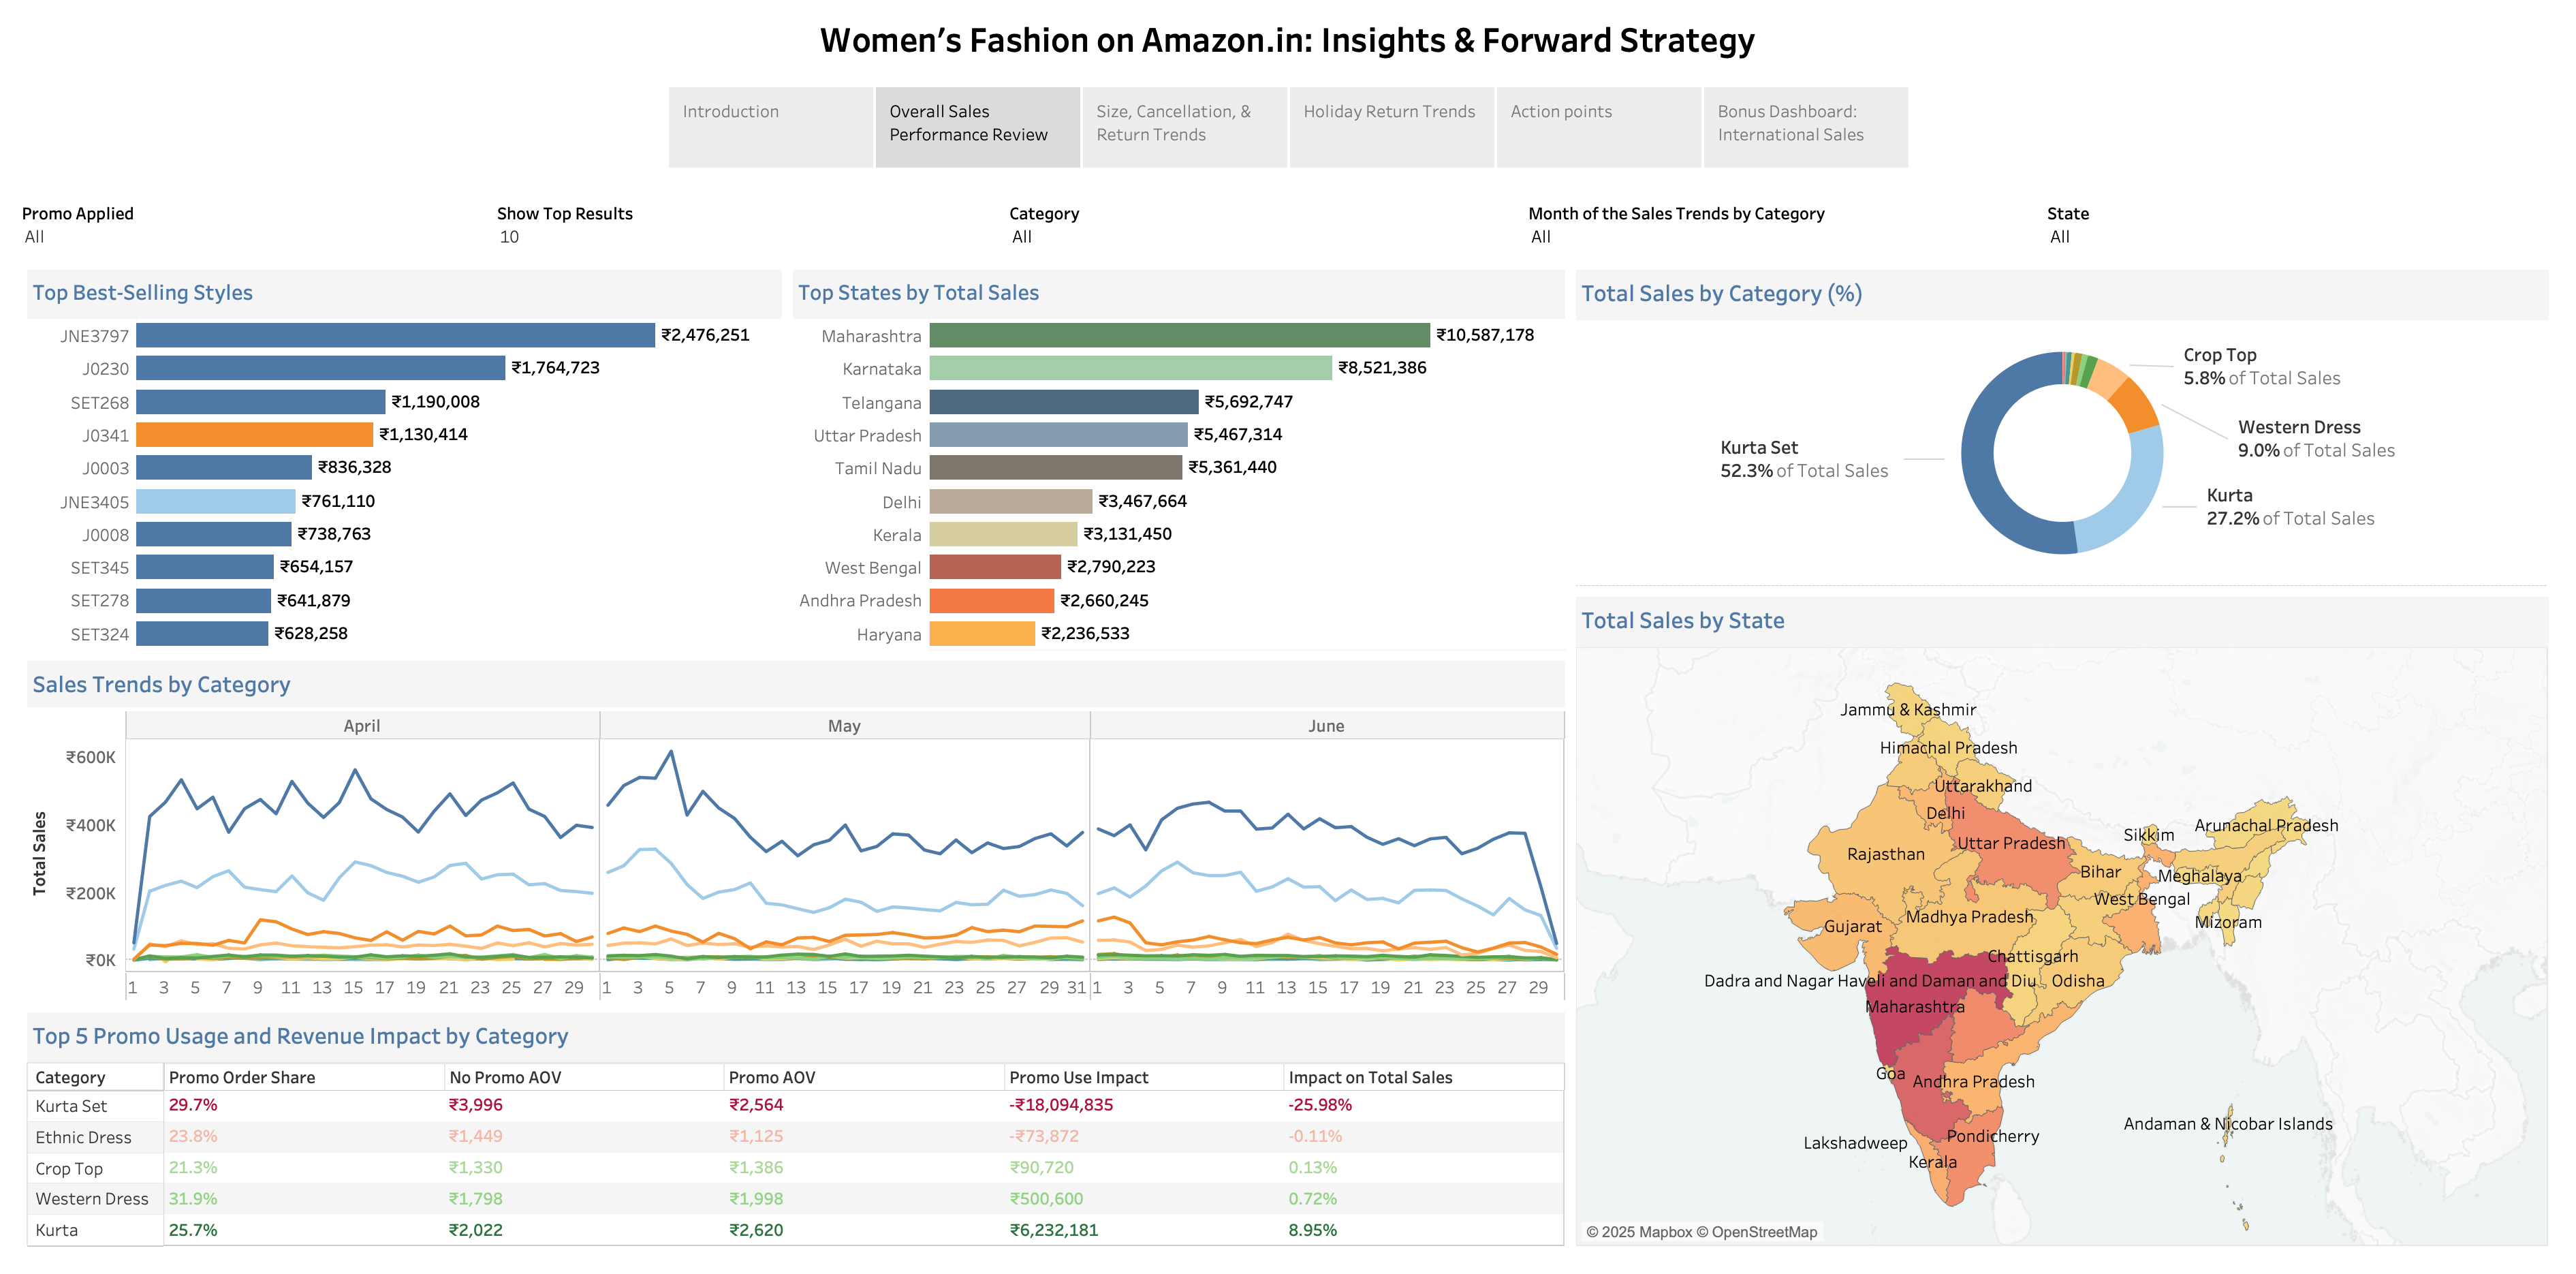 Women’s Fashion on Amazon.in: Insights & Forward Strategy
Introduction
Overall Sales
Performance Review
Size, Cancellation, &
Return Trends
Holiday Return Trends
Action points
Bonus Dashboard:
International Sales
Promo Applied
All
Show Top Results
10
Category
All
Month of the Sales Trends by Category
All
State
All
Top Best-Selling Styles
JNE3797 ₹2,476,251
J0230 ₹1,764,723
SET268 ₹1,190,008
J0341 ₹1,130,414
J0003 ₹836,328
JNE3405 ₹761,110
J0008 ₹738,763
SET345 ₹654,157
SET278 ₹641,879
SET324 ₹628,258
Top States by Total Sales
Maharashtra ₹10,587,178
Karnataka ₹8,521,386
Telangana ₹5,692,747
Uttar Pradesh ₹5,467,314
Tamil Nadu ₹5,361,440
Delhi ₹3,467,664
Kerala ₹3,131,450
West Bengal ₹2,790,223
Andhra Pradesh ₹2,660,245
Haryana ₹2,236,533
Total Sales by Category (%)
Crop Top
5.8% of Total Sales
Western Dress
9.0% of Total Sales
Kurta Set
52.3% of Total Sales
Kurta
27.2% of Total Sales
Sales Trends by Category
April May June
Total Sales
₹600K
₹400K
₹200K
₹0K
1 3 5 7 9 11 13 15 17 19 21 23 25 27 29 1 3 5 7 9 11 13 15 17 19 21 23 25 27 29 31 1 3 5 7 9 11 13 15 17 19 21 23 25 27 29
Top 5 Promo Usage and Revenue Impact by Category
Category Promo Order Share No Promo AOV Promo AOV Promo Use Impact Impact on Total Sales
Kurta Set 29.7% ₹3,996 ₹2,564 -₹18,094,835 -25.98%
Ethnic Dress 23.8% ₹1,449 ₹1,125 -₹73,872 -0.11%
Crop Top 21.3% ₹1,330 ₹1,386 ₹90,720 0.13%
Western Dress 31.9% ₹1,798 ₹1,998 ₹500,600 0.72%
Kurta 25.7% ₹2,022 ₹2,620 ₹6,232,181 8.95%
Total Sales by State
Jammu & Kashmir
Himachal Pradesh
Uttarakhand
Delhi
Arunachal Pradesh
Sikkim
Uttar Pradesh
Rajasthan
Bihar
Meghalaya
West Bengal
Madhya Pradesh
Mizoram
Gujarat
Chattisgarh
Dadra and Nagar Haveli and Daman and Diu
Odisha
Maharashtra
Goa
Andhra Pradesh
Andaman & Nicobar Islands
Pondicherry
Lakshadweep
Kerala
© 2025 Mapbox © OpenStreetMap